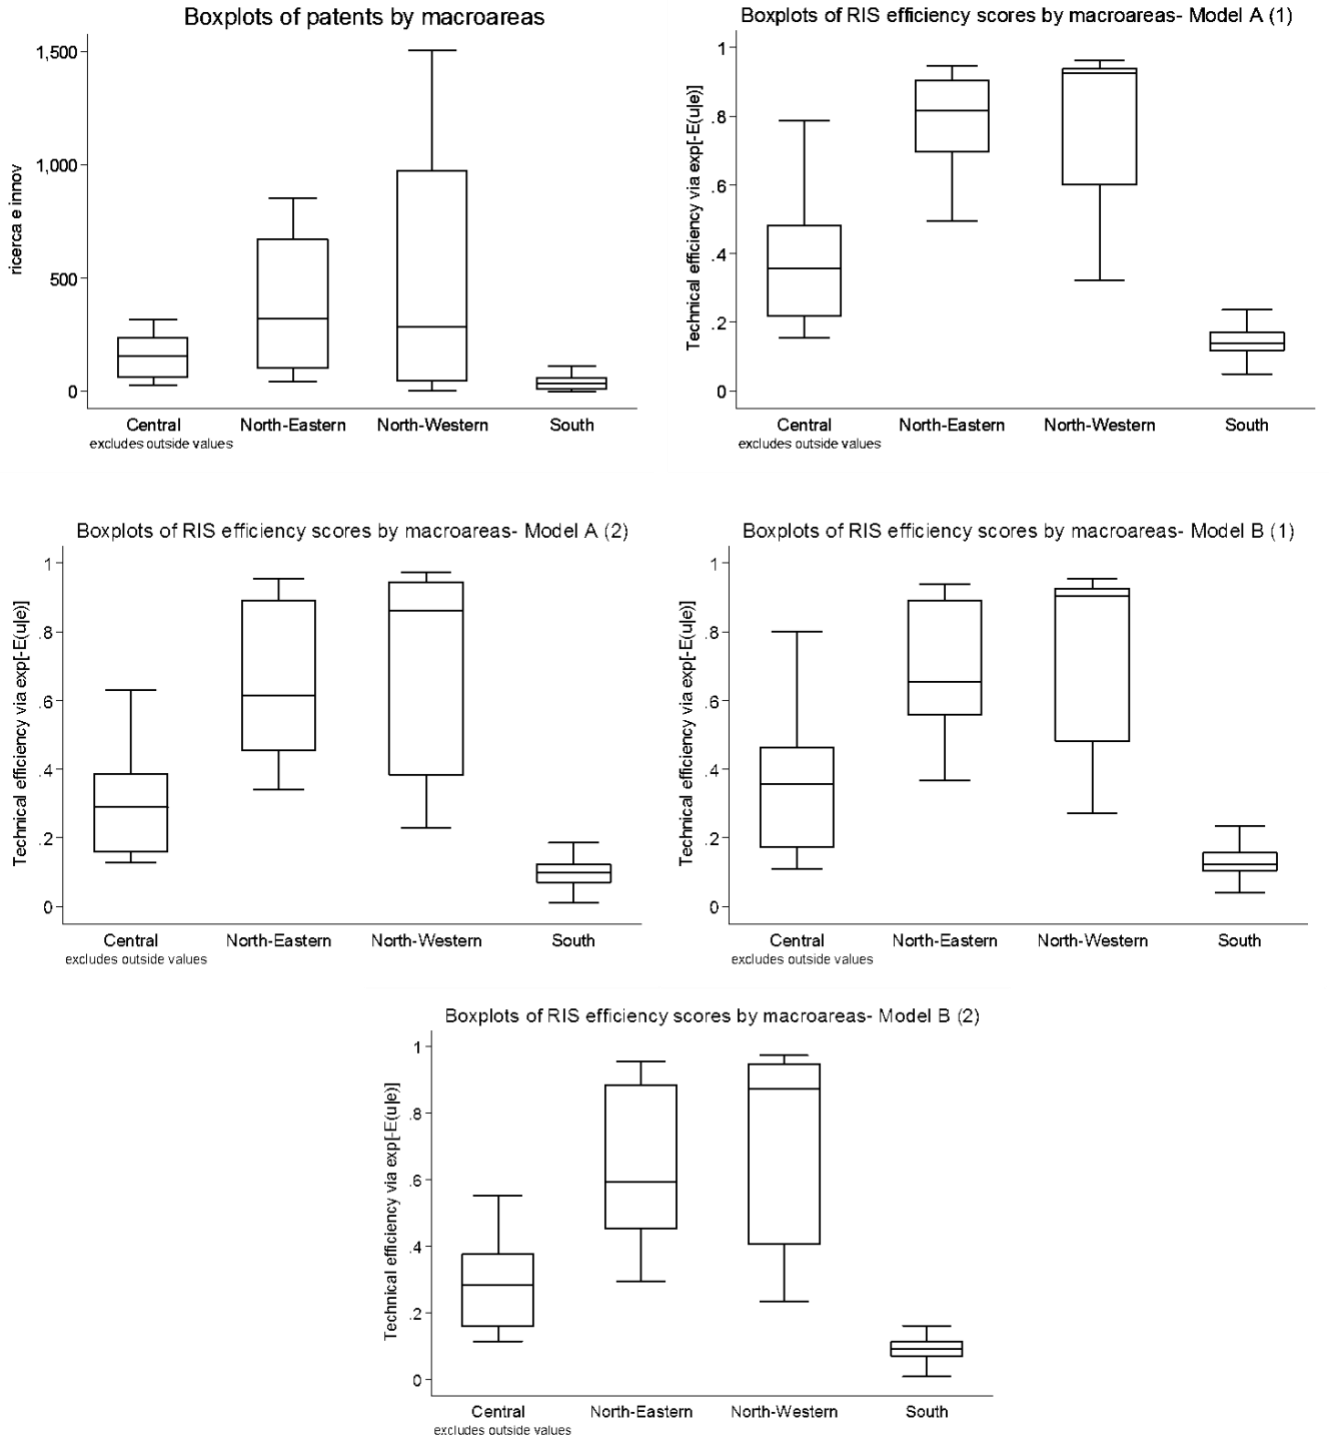 Boxplots of patents by macroareas
ricerca e innov
1,500
1,000
500
0
Central
North-Eastern
North-Western
South
excludes outside values
Boxplots of RIS efficiency scores by macroareas- Model A (1)
Technical efficiency via exp[-E(u|e)]
1
.8
.6
.4
.2
0
Central
North-Eastern
North-Western
South
excludes outside values
Boxplots of RIS efficiency scores by macroareas- Model A (2)
Technical efficiency via exp[-E(u|e)]
1
.8
.6
.4
.2
0
Central
North-Eastern
North-Western
South
excludes outside values
Boxplots of RIS efficiency scores by macroareas- Model B (1)
Technical efficiency via exp[-E(u|e)]
1
.8
.6
.4
.2
0
Central
North-Eastern
North-Western
South
excludes outside values
Boxplots of RIS efficiency scores by macroareas- Model B (2)
Technical efficiency via exp[-E(u|e)]
1
.8
.6
.4
.2
0
Central
North-Eastern
North-Western
South
excludes outside values